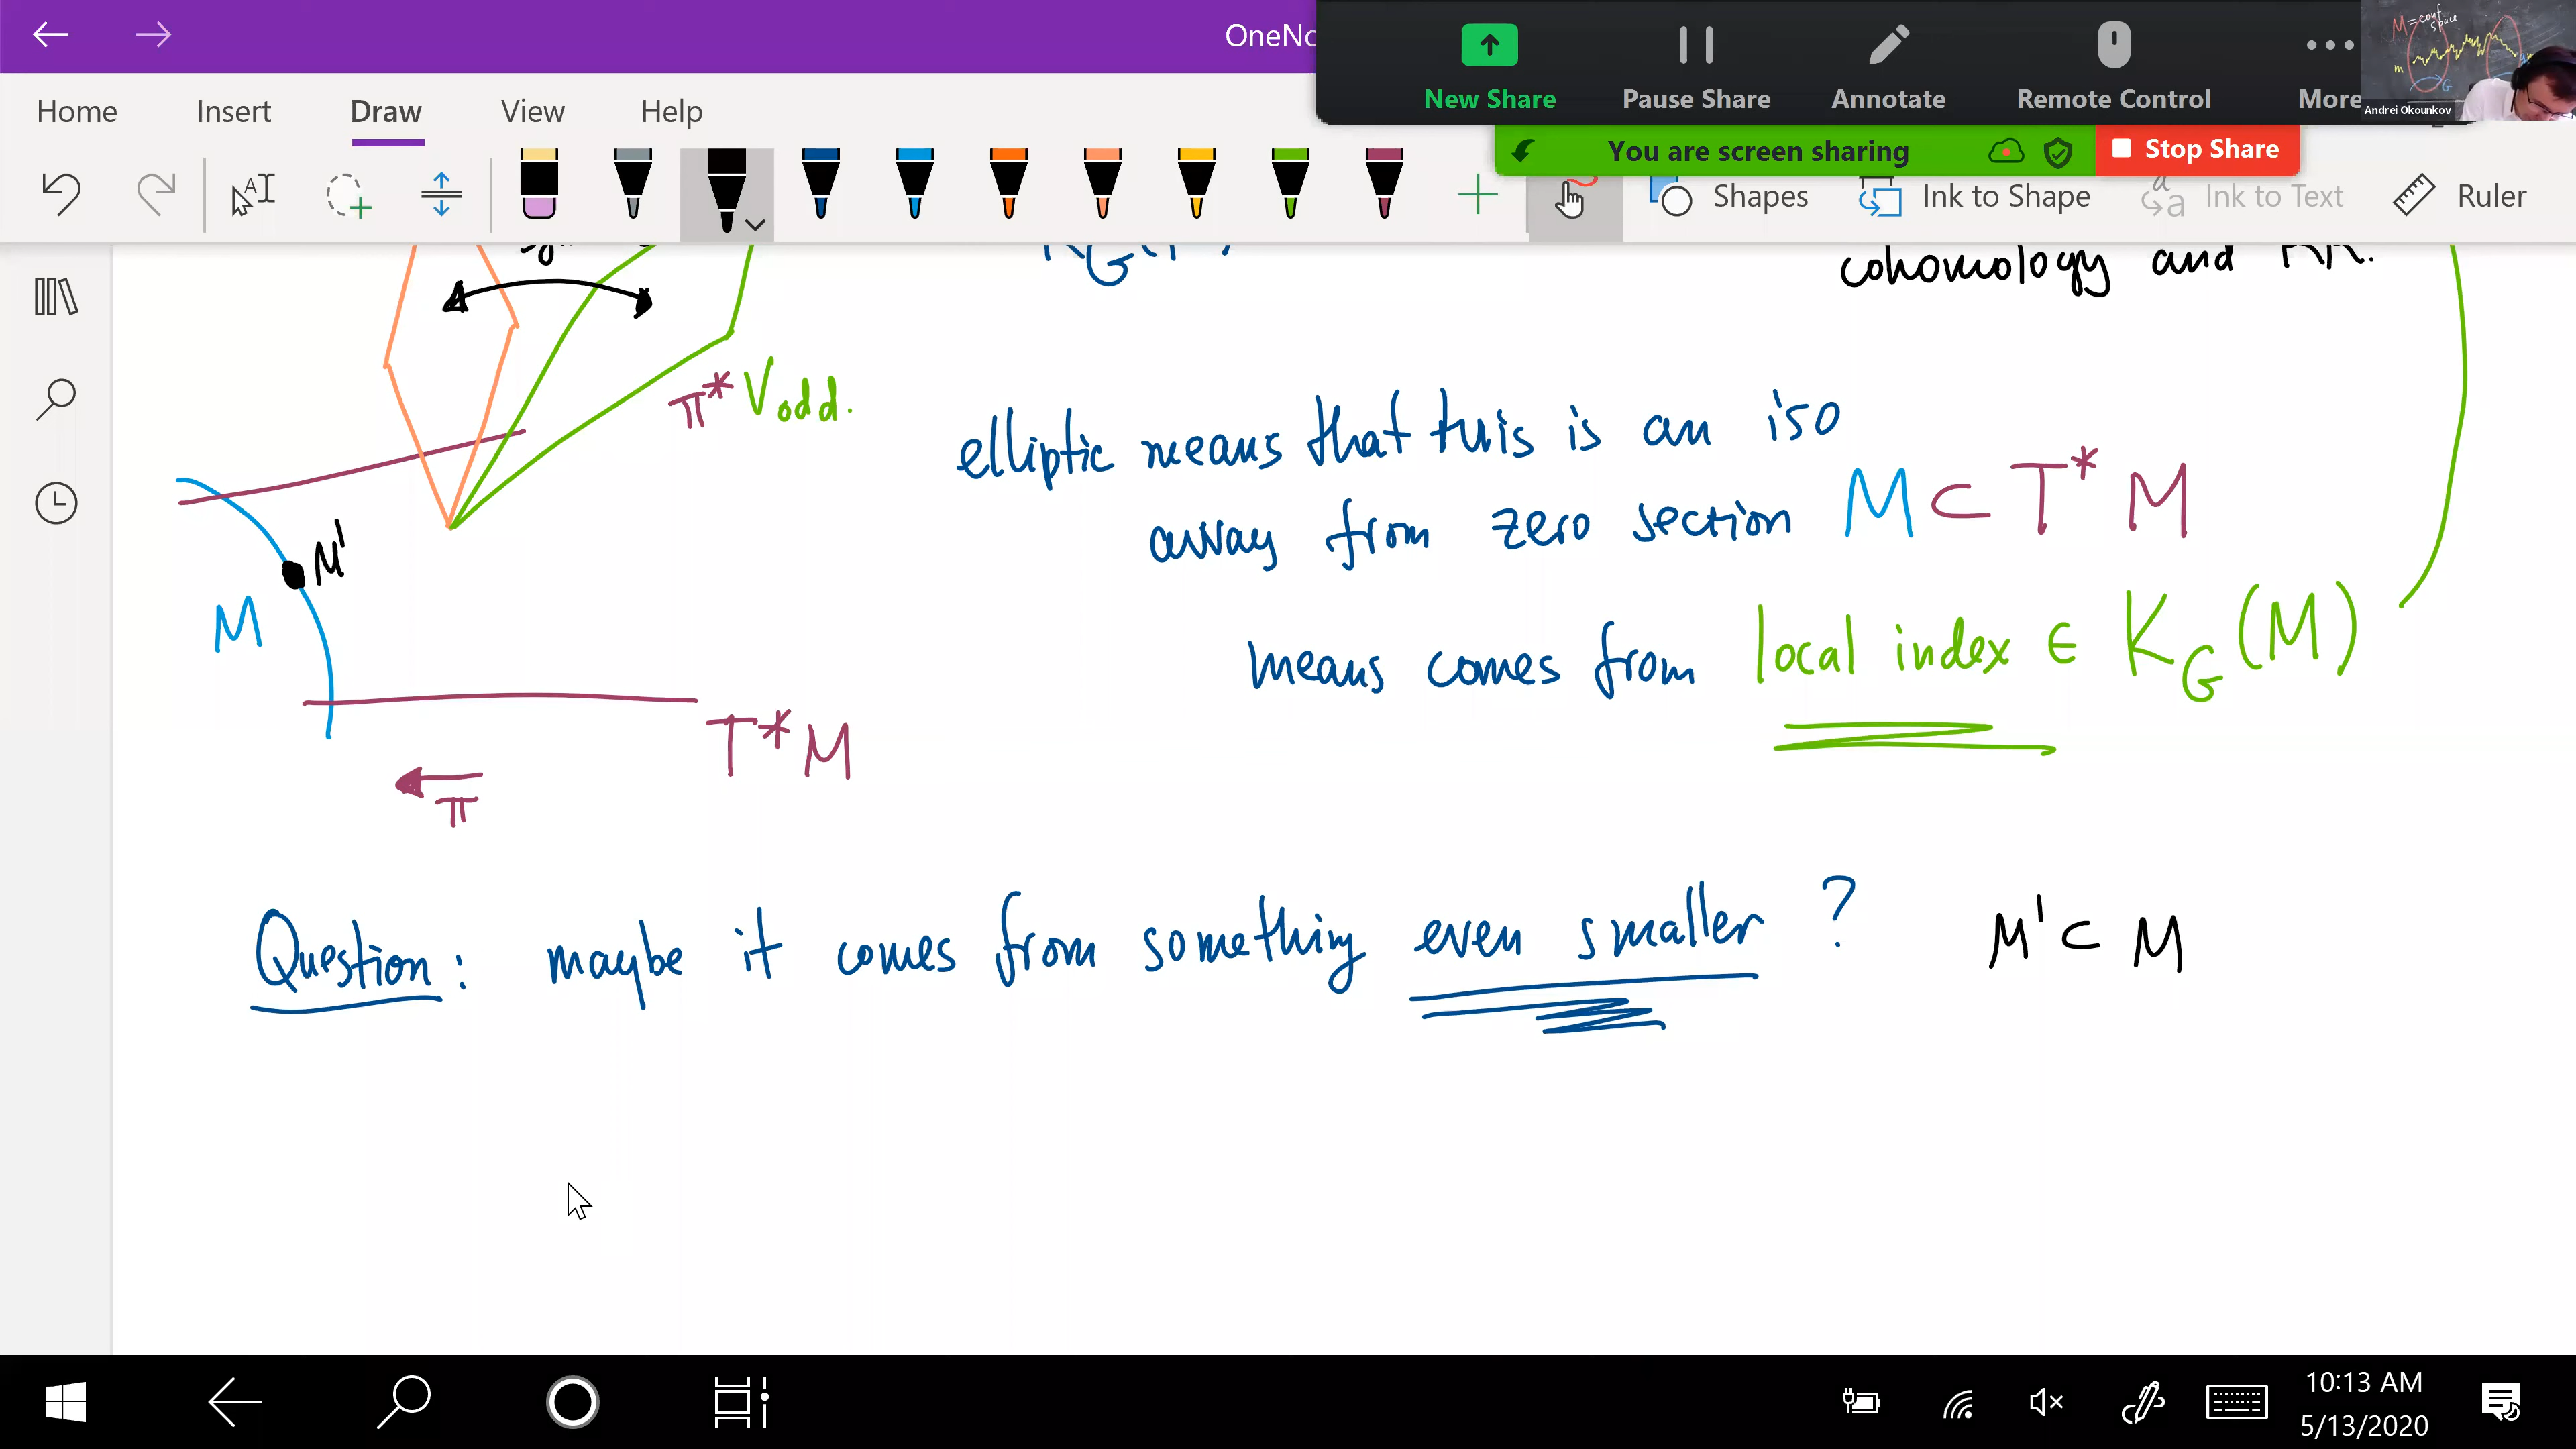 OneNo
New Share
Pause Share
Annotate
Remote Control
More
M = conf space
m
G
Andrei Okounkov
Home
Insert
Draw
View
Help
You are screen sharing
Stop Share
Shapes
Ink to Shape
Ink to Text
Ruler
cohomology and RR.
π* Vodd.
elliptic means that this is an iso
away from zero section M ⊂ T* M
M'
M
means comes from local index ∈ K_G(M)
T* M
π
Question: maybe it comes from something even smaller ? M' ⊂ M
10:13 AM
5/13/2020